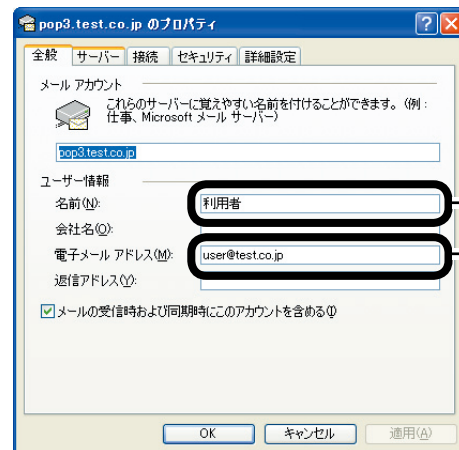 pop3.test.co.jp のプロパティ
全般 サーバー 接続 セキュリティ 詳細設定
メール アカウント
これらのサーバーに覚えやすい名前を付けることができます。(例:
仕事、Microsoft メール サーバー)
pop3.test.co.jp
ユーザー情報
名前(N): 利用者
会社名(O):
電子メール アドレス(M): user@test.co.jp
返信アドレス(Y):
メールの受信時および同期時にこのアカウントを含める(I)
OK キャンセル 適用(A)